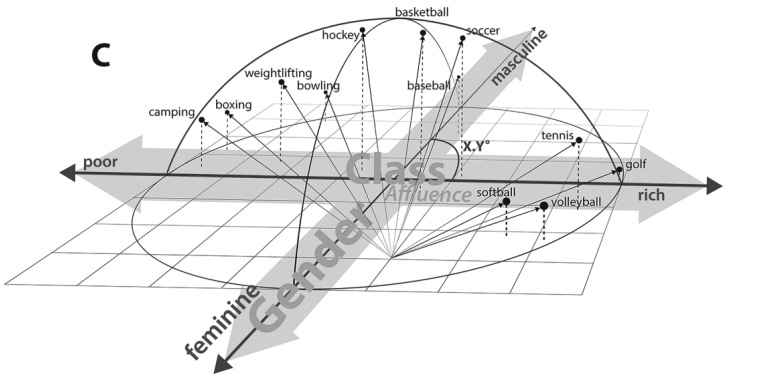 C
basketball
hockey
soccer
masculine
weightlifting
bowling
baseball
camping
boxing
tennis
X.Y°
poor
Class
golf
Affluence
softball
rich
volleyball
Gender
feminine